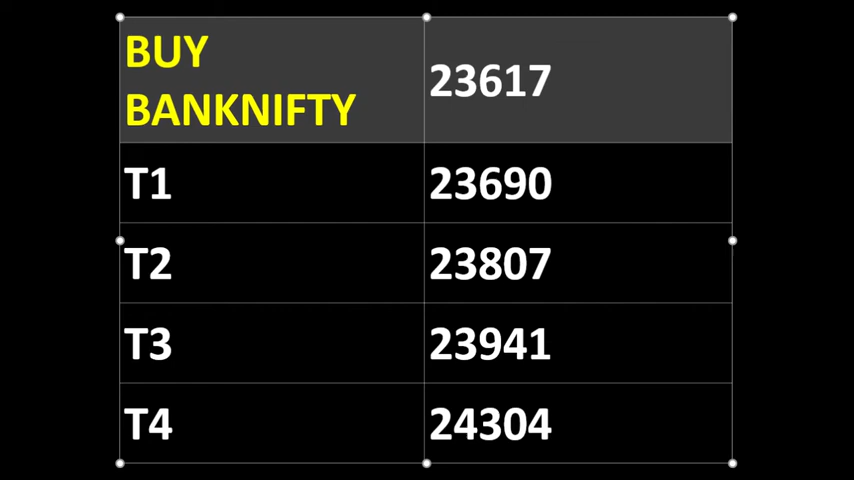 BUY
BANKNIFTY 23617
T1 23690
T2 23807
T3 23941
T4 24304